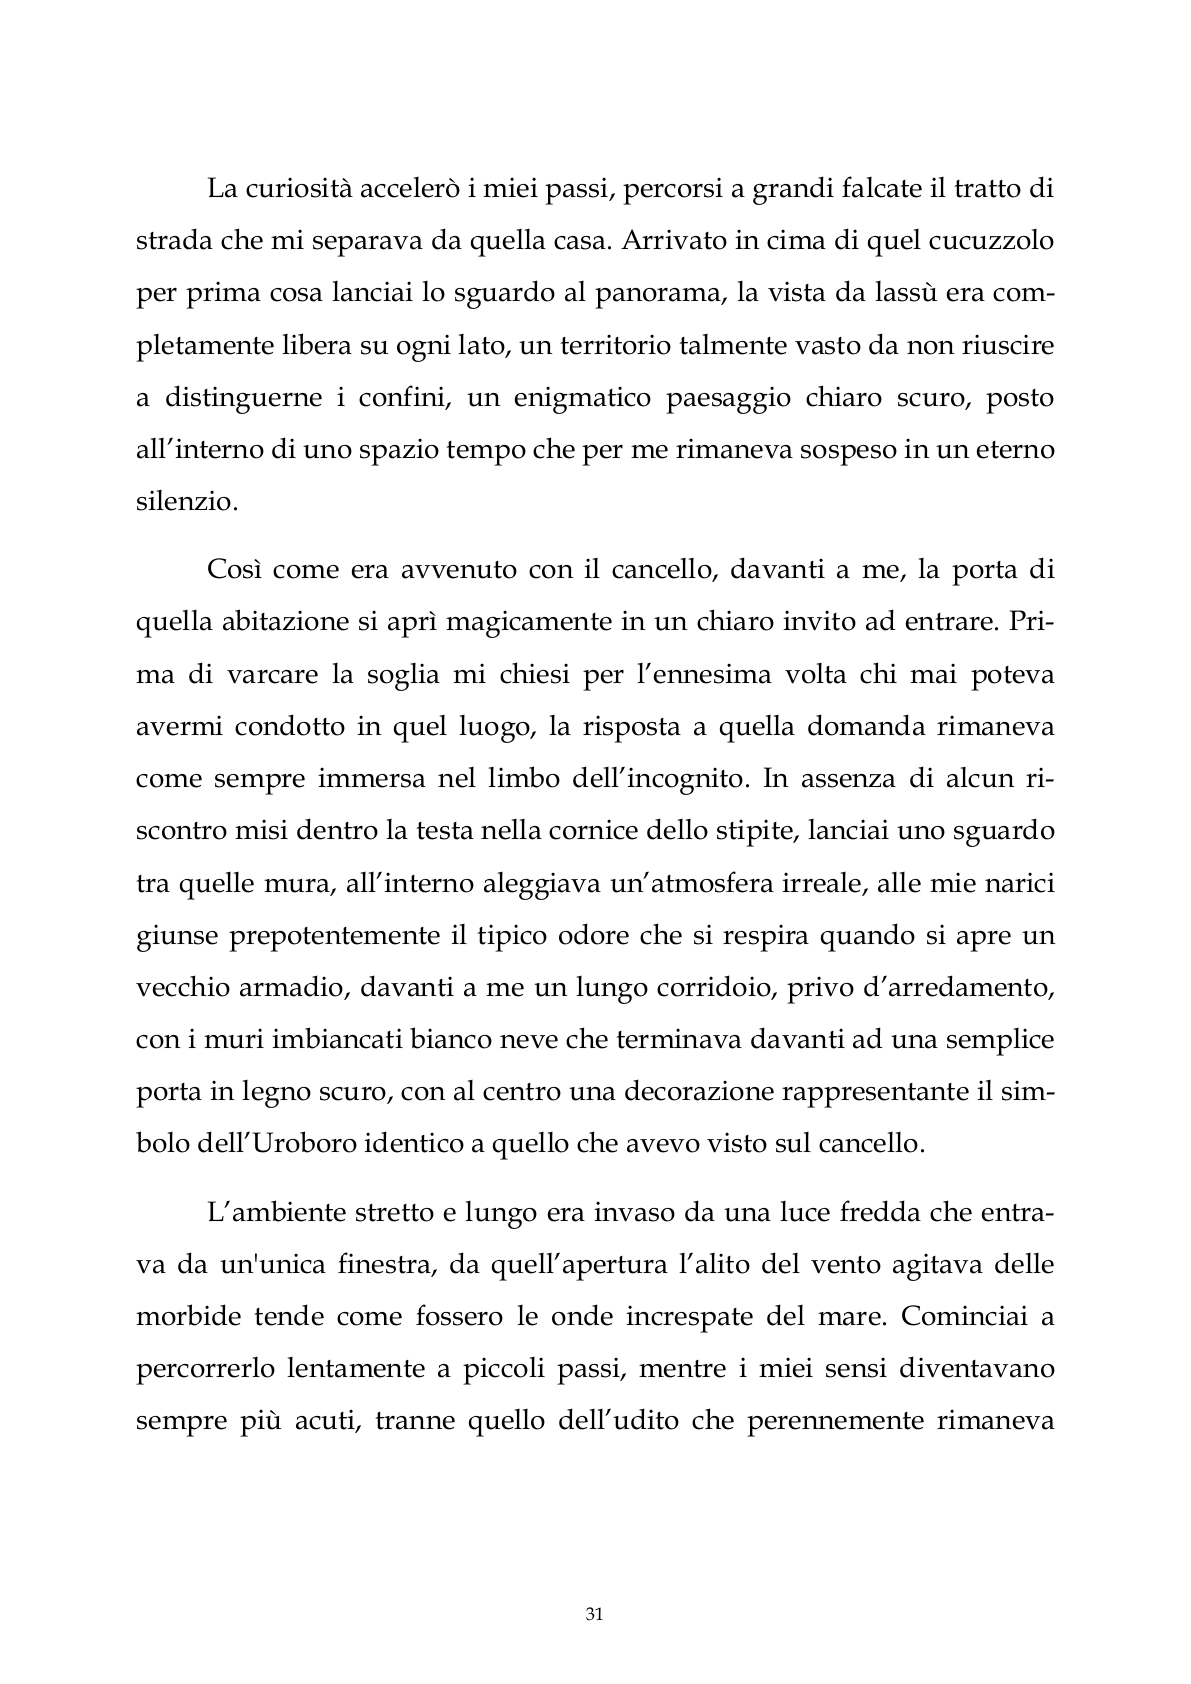 La curiosità accelerò i miei passi, percorsi a grandi falcate il tratto di
strada che mi separava da quella casa. Arrivato in cima di quel cucuzzolo
per prima cosa lanciai lo sguardo al panorama, la vista da lassù era com-
pletamente libera su ogni lato, un territorio talmente vasto da non riuscire
a distinguerne i confini, un enigmatico paesaggio chiaro scuro, posto
all’interno di uno spazio tempo che per me rimaneva sospeso in un eterno
silenzio.
Così come era avvenuto con il cancello, davanti a me, la porta di
quella abitazione si aprì magicamente in un chiaro invito ad entrare. Pri-
ma di varcare la soglia mi chiesi per l’ennesima volta chi mai poteva
avermi condotto in quel luogo, la risposta a quella domanda rimaneva
come sempre immersa nel limbo dell’incognito. In assenza di alcun ri-
scontro misi dentro la testa nella cornice dello stipite, lanciai uno sguardo
tra quelle mura, all’interno aleggiava un’atmosfera irreale, alle mie narici
giunse prepotentemente il tipico odore che si respira quando si apre un
vecchio armadio, davanti a me un lungo corridoio, privo d’arredamento,
con i muri imbiancati bianco neve che terminava davanti ad una semplice
porta in legno scuro, con al centro una decorazione rappresentante il sim-
bolo dell’Uroboro identico a quello che avevo visto sul cancello.
L’ambiente stretto e lungo era invaso da una luce fredda che entra-
va da un'unica finestra, da quell’apertura l’alito del vento agitava delle
morbide tende come fossero le onde increspate del mare. Cominciai a
percorrerlo lentamente a piccoli passi, mentre i miei sensi diventavano
sempre più acuti, tranne quello dell’udito che perennemente rimaneva
31